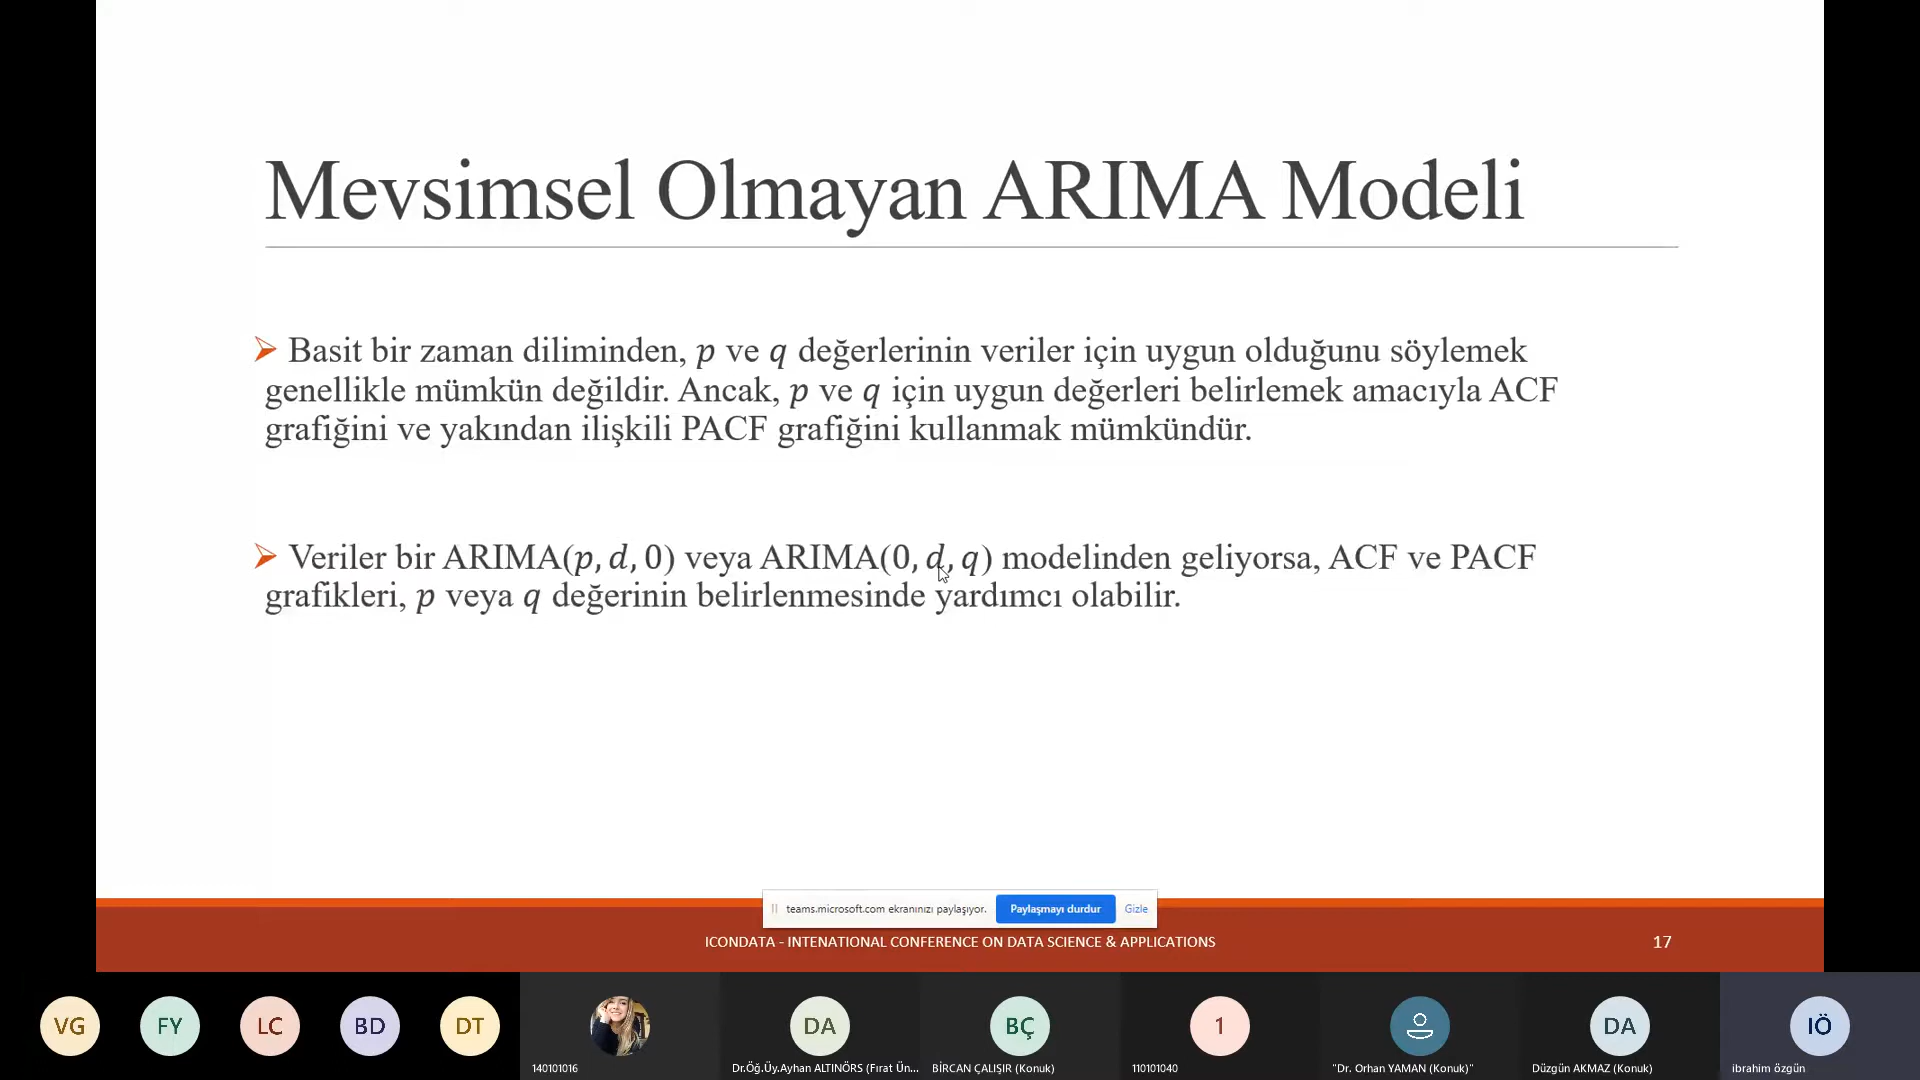 Mevsimsel Olmayan ARIMA Modeli
Basit bir zaman diliminden, p ve q değerlerinin veriler için uygun olduğunu söylemek
genellikle mümkün değildir. Ancak, p ve q için uygun değerleri belirlemek amacıyla ACF
grafiğini ve yakından ilişkili PACF grafiğini kullanmak mümkündür.
Veriler bir ARIMA(p, d, 0) veya ARIMA(0, d, q) modelinden geliyorsa, ACF ve PACF
grafikleri, p veya q değerinin belirlenmesinde yardımcı olabilir.
teams.microsoft.com ekranınızı paylaşıyor. Paylaşmayı durdur Gizle
ICONDATA - INTENATIONAL CONFERENCE ON DATA SCIENCE & APPLICATIONS 17
VG FY LC BD DT DA BÇ 1 DA IÖ
140101016 Dr.Öğ.Üy.Ayhan ALTINÖRS (Fırat Ün... BİRCAN ÇALIŞIR (Konuk) 110101040 "Dr. Orhan YAMAN (Konuk)" Düzgün AKMAZ (Konuk) ibrahim özgün